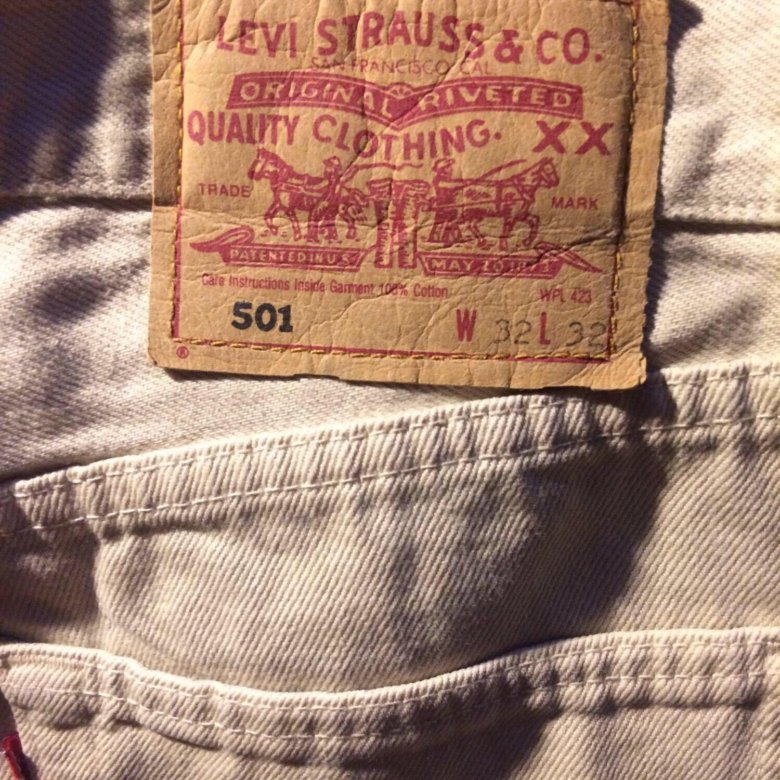 LEVI STRAUSS & CO.
SAN FRANCISCO, CAL
ORIGINAL RIVETED
QUALITY CLOTHING. XX
TRADE MARK
PATENTED IN U.S. MAY 20 1873
Care Instructions Inside Garment 100% Cotton
WPL 423
501 W 32 L 32
®